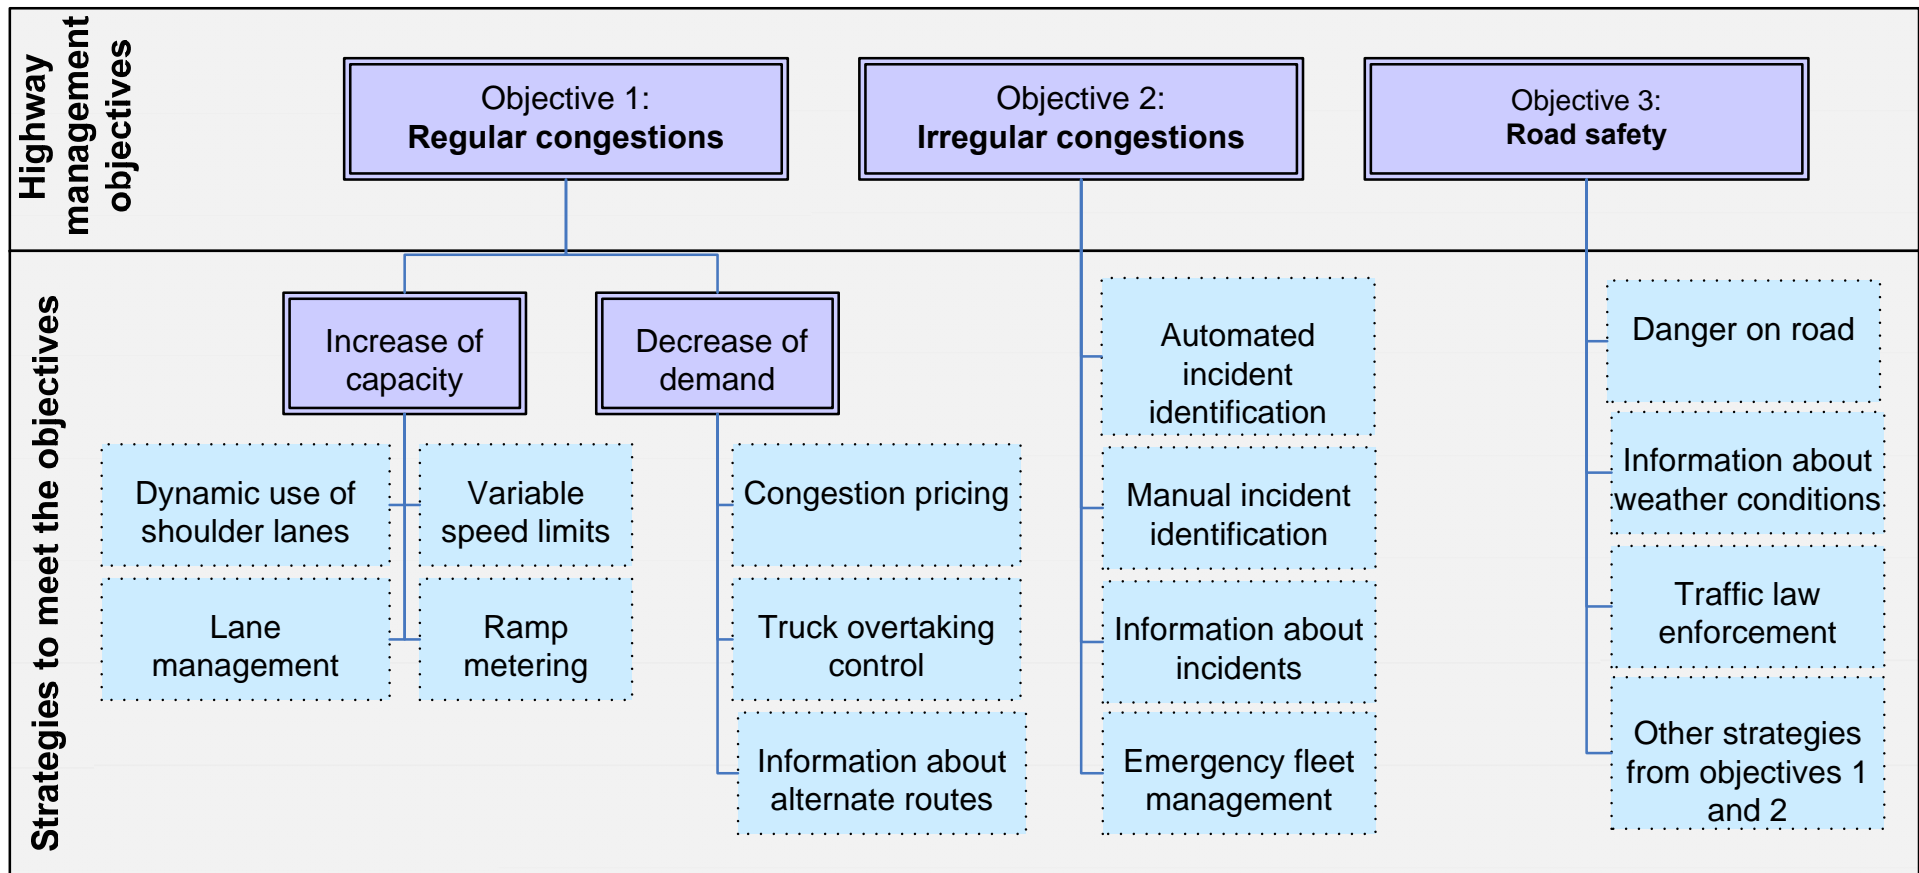 Highway
management
objectives
Objective 1:
Regular congestions
Objective 2:
Irregular congestions
Objective 3:
Road safety
Strategies to meet the objectives
Increase of
capacity
Dynamic use of
shoulder lanes
Variable
speed limits
Lane
management
Ramp
metering
Decrease of
demand
Congestion pricing
Truck overtaking
control
Information about
alternate routes
Automated
incident
identification
Manual incident
identification
Information about
incidents
Emergency fleet
management
Danger on road
Information about
weather conditions
Traffic law
enforcement
Other strategies
from objectives 1
and 2